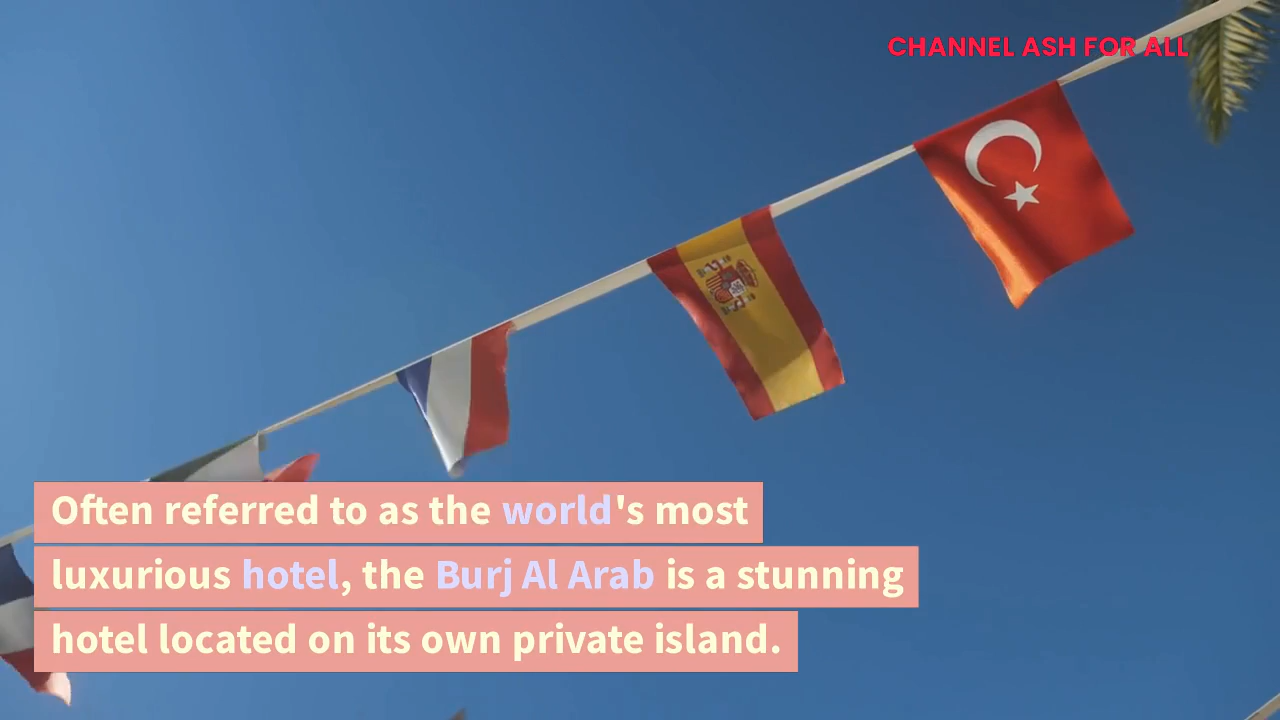 CHANNEL ASH FOR ALL
Often referred to as the world's most
luxurious hotel, the Burj Al Arab is a stunning
hotel located on its own private island.